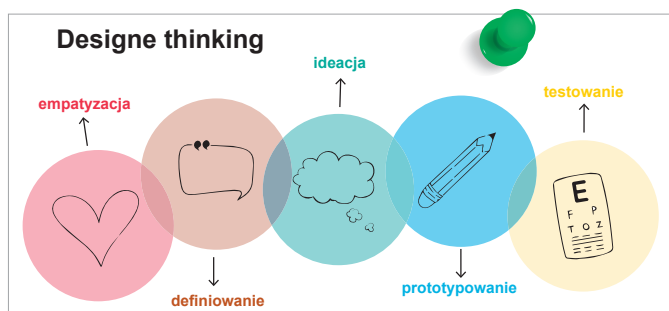 Designe thinking
empatyzacja
definiowanie
ideacja
prototypowanie
testowanie
E
F P
T O Z